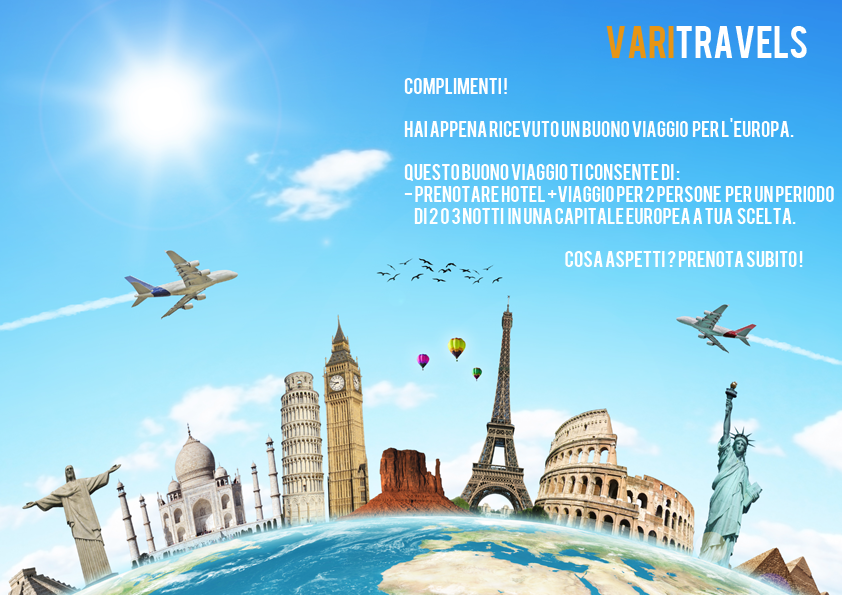 VARITRAVELS
COMPLIMENTI!
HAI APPENA RICEVUTO UN BUONO VIAGGIO PER L'EUROPA.
QUESTO BUONO VIAGGIO TI CONSENTE DI:
- PRENOTARE HOTEL + VIAGGIO PER 2 PERSONE PER UN PERIODO
DI 2 O 3 NOTTI IN UNA CAPITALE EUROPEA A TUA SCELTA.
COSA ASPETTI? PRENOTA SUBITO!